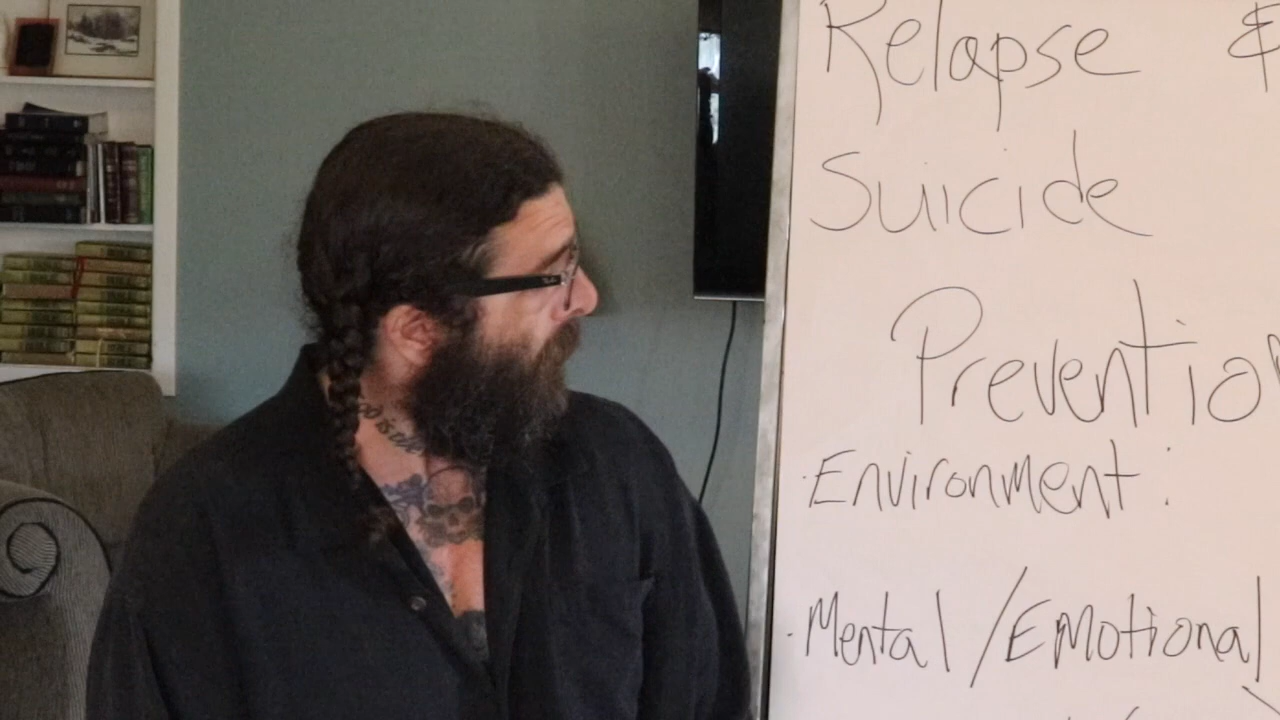 Relapse &
Suicide
Prevention
· Environment :
· Mental / Emotional